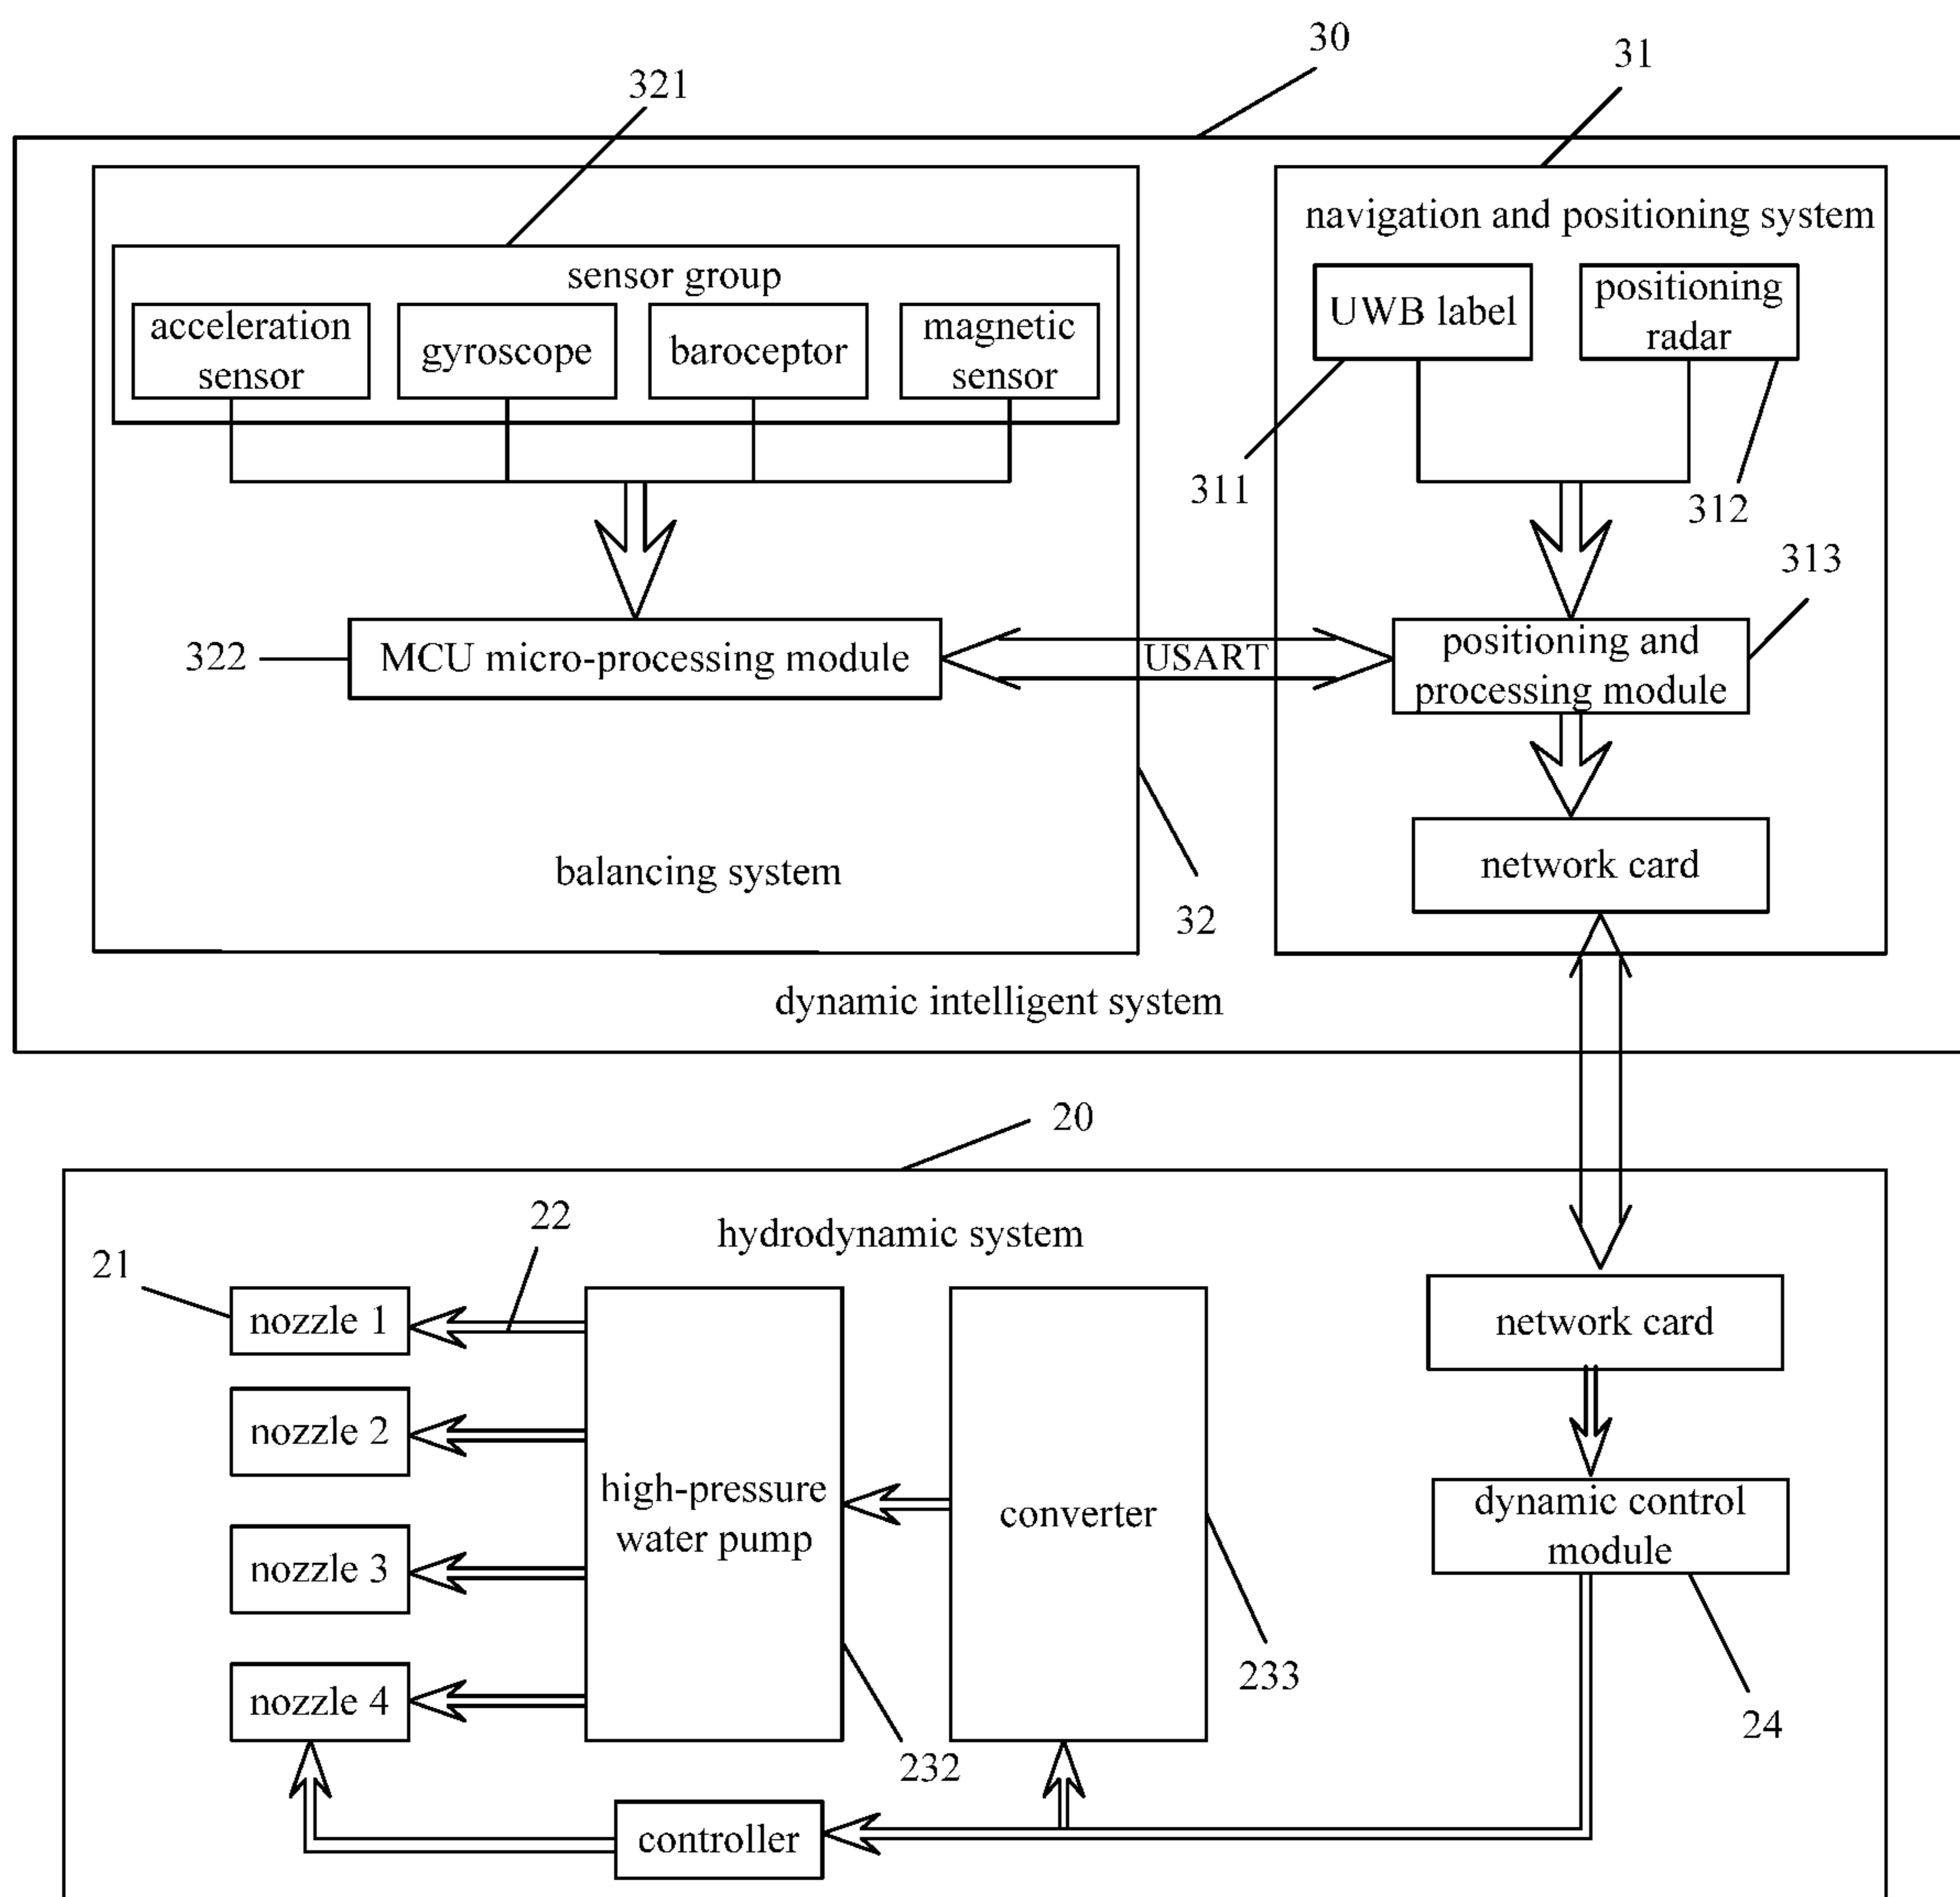 30
31
321
navigation and positioning system
sensor group
acceleration
sensor
gyroscope
baroceptor
magnetic
sensor
UWB label
positioning
radar
311
312
313
322
MCU micro-processing module
USART
positioning and
processing module
network card
balancing system
32
dynamic intelligent system
20
22
hydrodynamic system
21
nozzle 1
nozzle 2
nozzle 3
nozzle 4
high-pressure
water pump
converter
network card
dynamic control
module
233
24
232
controller